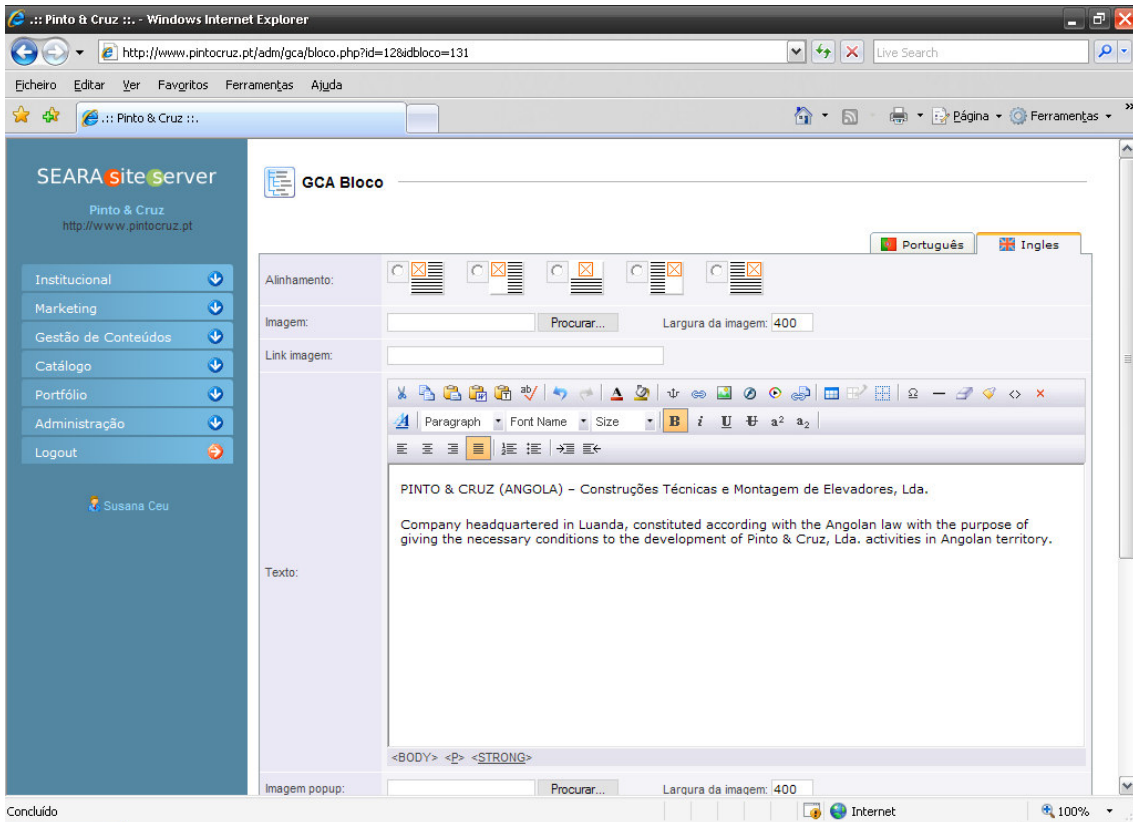 .:: Pinto & Cruz ::. - Windows Internet Explorer
http://www.pintocruz.pt/adm/gca/bloco.php?id=12&idbloco=131
Live Search
Ficheiro Editar Ver Favoritos Ferramentas Ajuda
.:: Pinto & Cruz ::.
Página Ferramentas
SEARA site server
Pinto & Cruz
http://www.pintocruz.pt
Institucional
Marketing
Gestão de Conteúdos
Catálogo
Portfólio
Administração
Logout
Susana Ceu
GCA Bloco
Português Ingles
Alinhamento:
Imagem: Procurar... Largura da imagem: 400
Link imagem:
Paragraph Font Name Size B i U U a² a₂
Texto:
PINTO & CRUZ (ANGOLA) – Construções Técnicas e Montagem de Elevadores, Lda.
Company headquartered in Luanda, constituted according with the Angolan law with the purpose of
giving the necessary conditions to the development of Pinto & Cruz, Lda. activities in Angolan territory.
<BODY> <P> <STRONG>
Imagem popup: Procurar... Largura da imagem: 400
Concluído Internet 100%